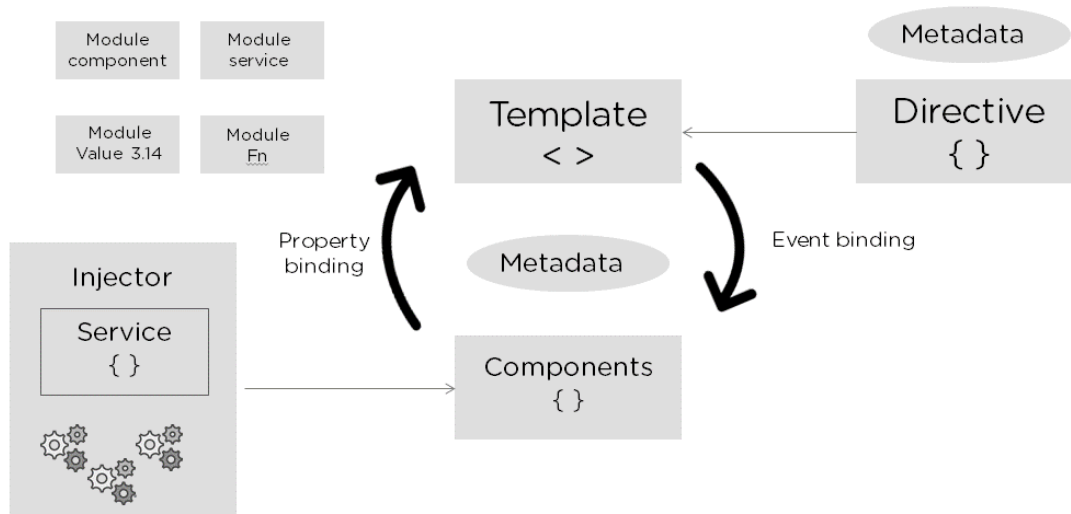 Module
component
Module
service
Module
Value 3.14
Module
Fn
Metadata
Directive
{ }
Template
< >
Property
binding
Metadata
Event binding
Injector
Service
{ }
Components
{ }